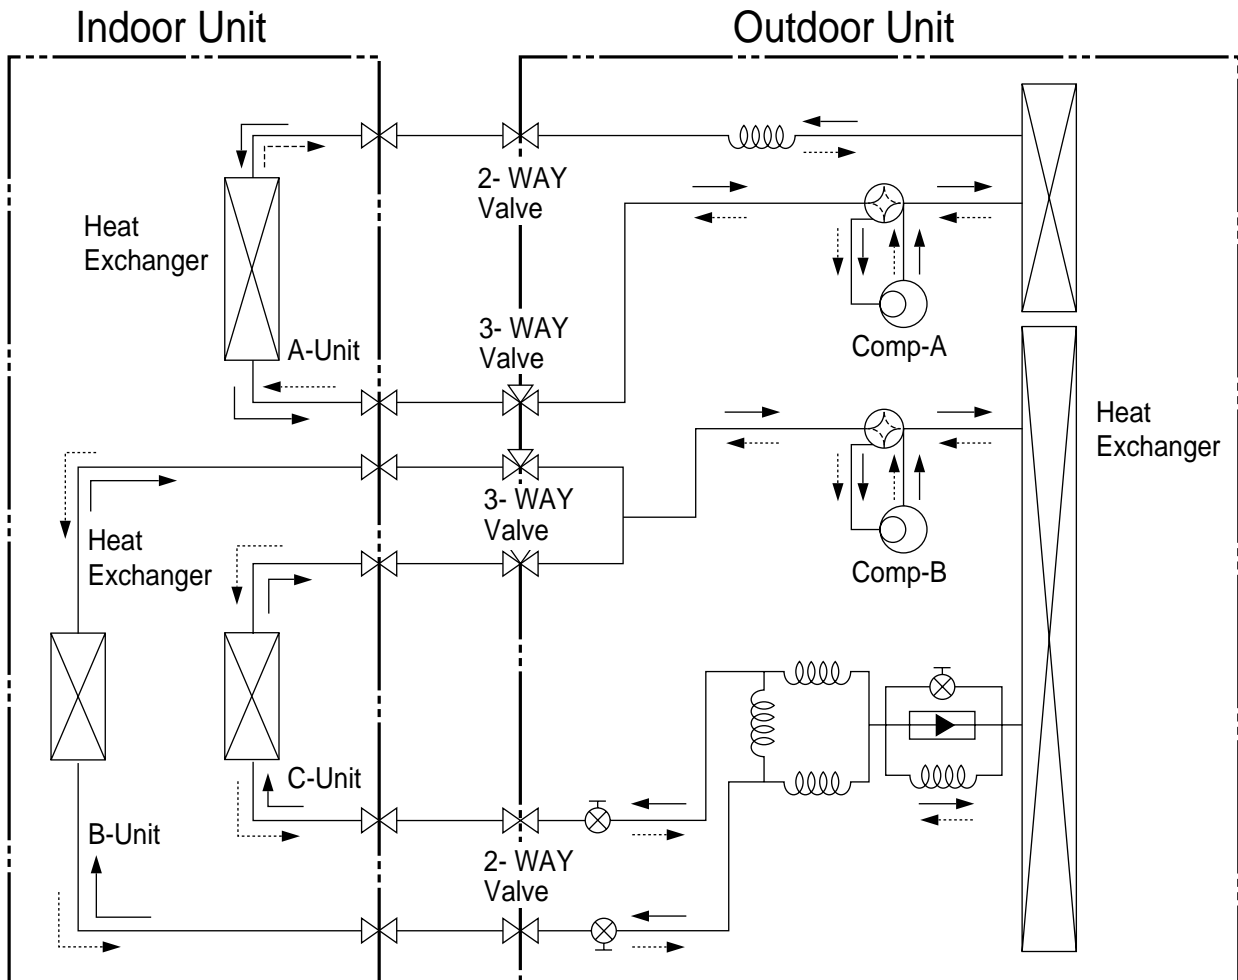 Indoor Unit
Outdoor Unit
2- WAY
Valve
Heat
Exchanger
3- WAY
Valve
A-Unit
Comp-A
Heat
Exchanger
3- WAY
Valve
Heat
Exchanger
Comp-B
C-Unit
B-Unit
2- WAY
Valve